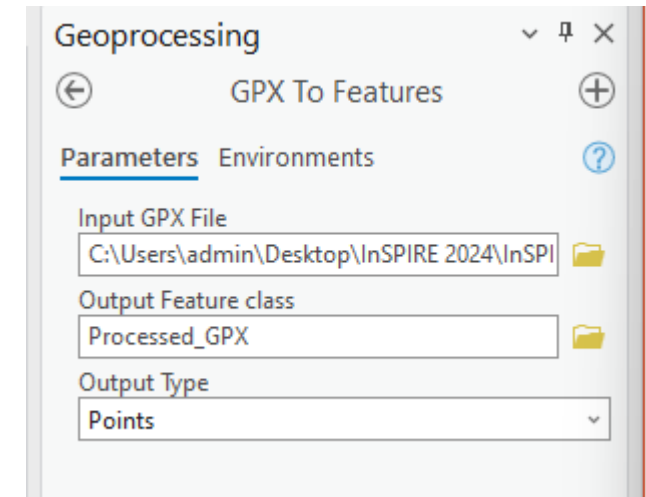 Geoprocessing
GPX To Features
Parameters Environments
Input GPX File
C:\Users\admin\Desktop\InSPIRE 2024\InSPI
Output Feature class
Processed_GPX
Output Type
Points